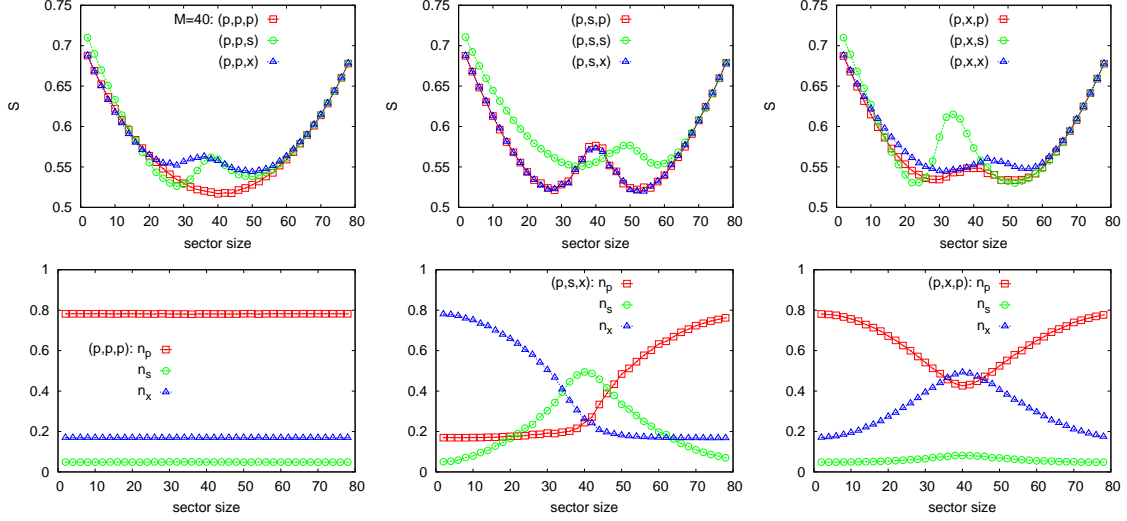 S
0.75
0.7
0.65
0.6
0.55
0.5
M=40: (p,p,p)
(p,p,s)
(p,p,x)
0 10 20 30 40 50 60 70 80
sector size
S
0.75
0.7
0.65
0.6
0.55
0.5
(p,s,p)
(p,s,s)
(p,s,x)
0 10 20 30 40 50 60 70 80
sector size
S
0.75
0.7
0.65
0.6
0.55
0.5
(p,x,p)
(p,x,s)
(p,x,x)
0 10 20 30 40 50 60 70 80
sector size
1
0.8
0.6
0.4
0.2
0
(p,p,p): n_p
n_s
n_x
0 10 20 30 40 50 60 70 80
sector size
1
0.8
0.6
0.4
0.2
0
(p,s,x): n_p
n_s
n_x
0 10 20 30 40 50 60 70 80
sector size
1
0.8
0.6
0.4
0.2
0
(p,x,p): n_p
n_s
n_x
0 10 20 30 40 50 60 70 80
sector size